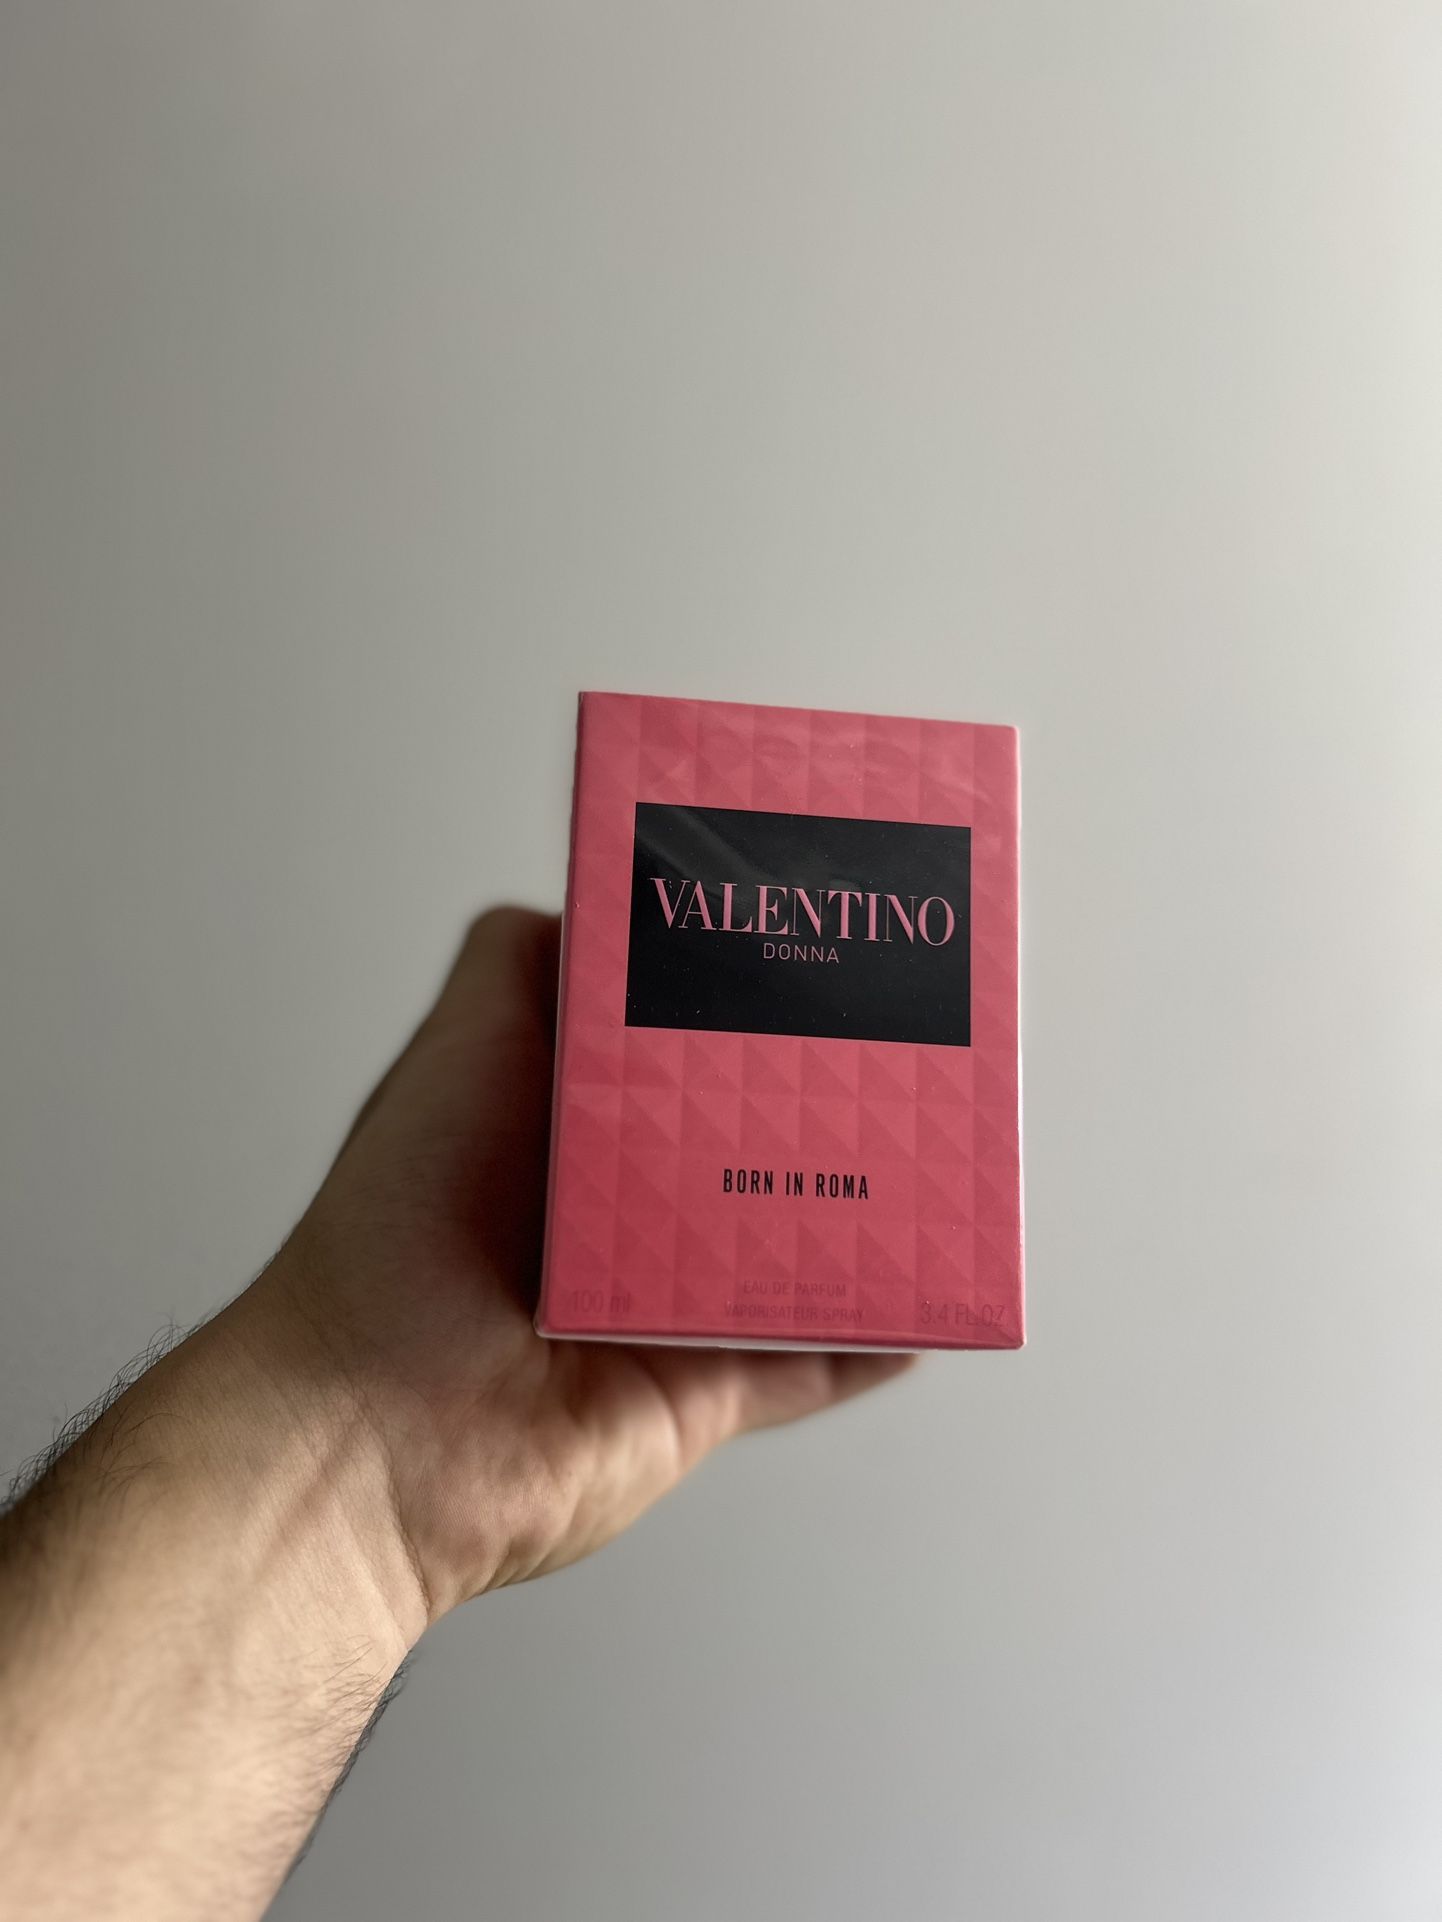 VALENTINO
DONNA
BORN IN ROMA
EAU DE PARFUM
100 ml VAPORISATEUR SPRAY 3.4 FL.OZ